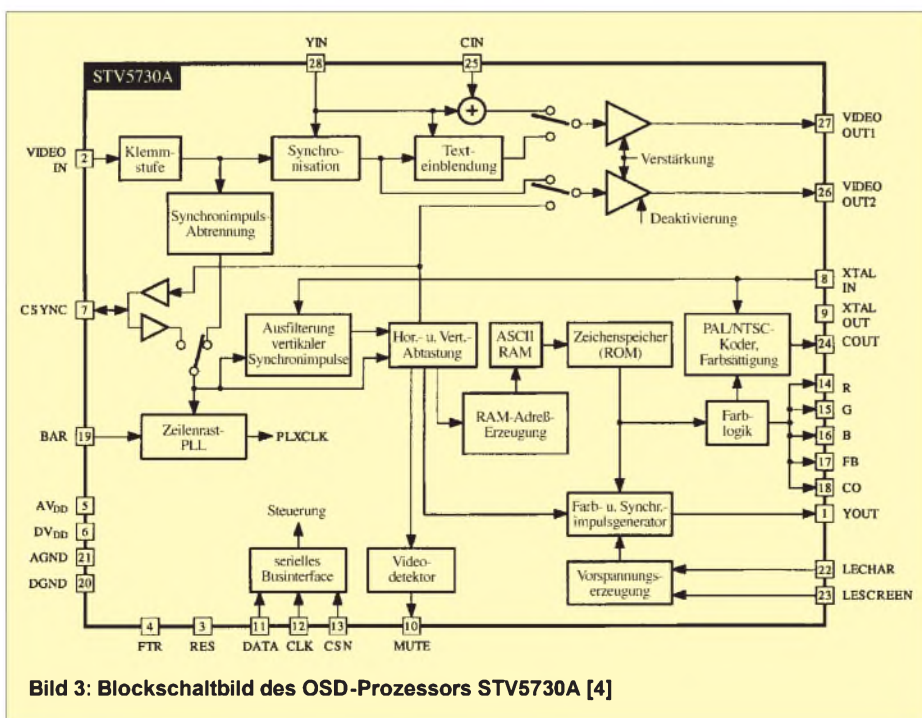 YIN
CIN
28
25
STV5730A
27
VIDEO
OUT1
VIDEO
IN
2
Klemm-
stufe
Synchro-
nisation
Text-
einblendung
Verstärkung
26
VIDEO
OUT2
Deaktivierung
Synchronimpuls-
Abtrennung
8
XTAL
IN
CSYNC
7
9
XTAL
OUT
Ausfilterung
vertikaler
Synchronimpulse
Hor.- u. Vert.-
Abtastung
ASCII
RAM
Zeichenspeicher
(ROM)
PAL/NTSC-
Koder,
Farbsättigung
24
COUT
14
R
15
G
16
B
17
FB
18
CO
RAM-Adreß-
Erzeugung
Farb-
logik
BAR
19
Zeilenrast-
PLL
PLXCLK
AVDD
5
DVDD
6
AGND
21
DGND
20
Steuerung
serielles
Businterface
Video-
detektor
Farb- u. Synchr.-
impulsgenerator
1
YOUT
Vorspannungs-
erzeugung
22
LECHAR
23
LESCREEN
4
3
11
12
13
10
FTR
RES
DATA
CLK
CSN
MUTE
Bild 3: Blockschaltbild des OSD-Prozessors STV5730A [4]